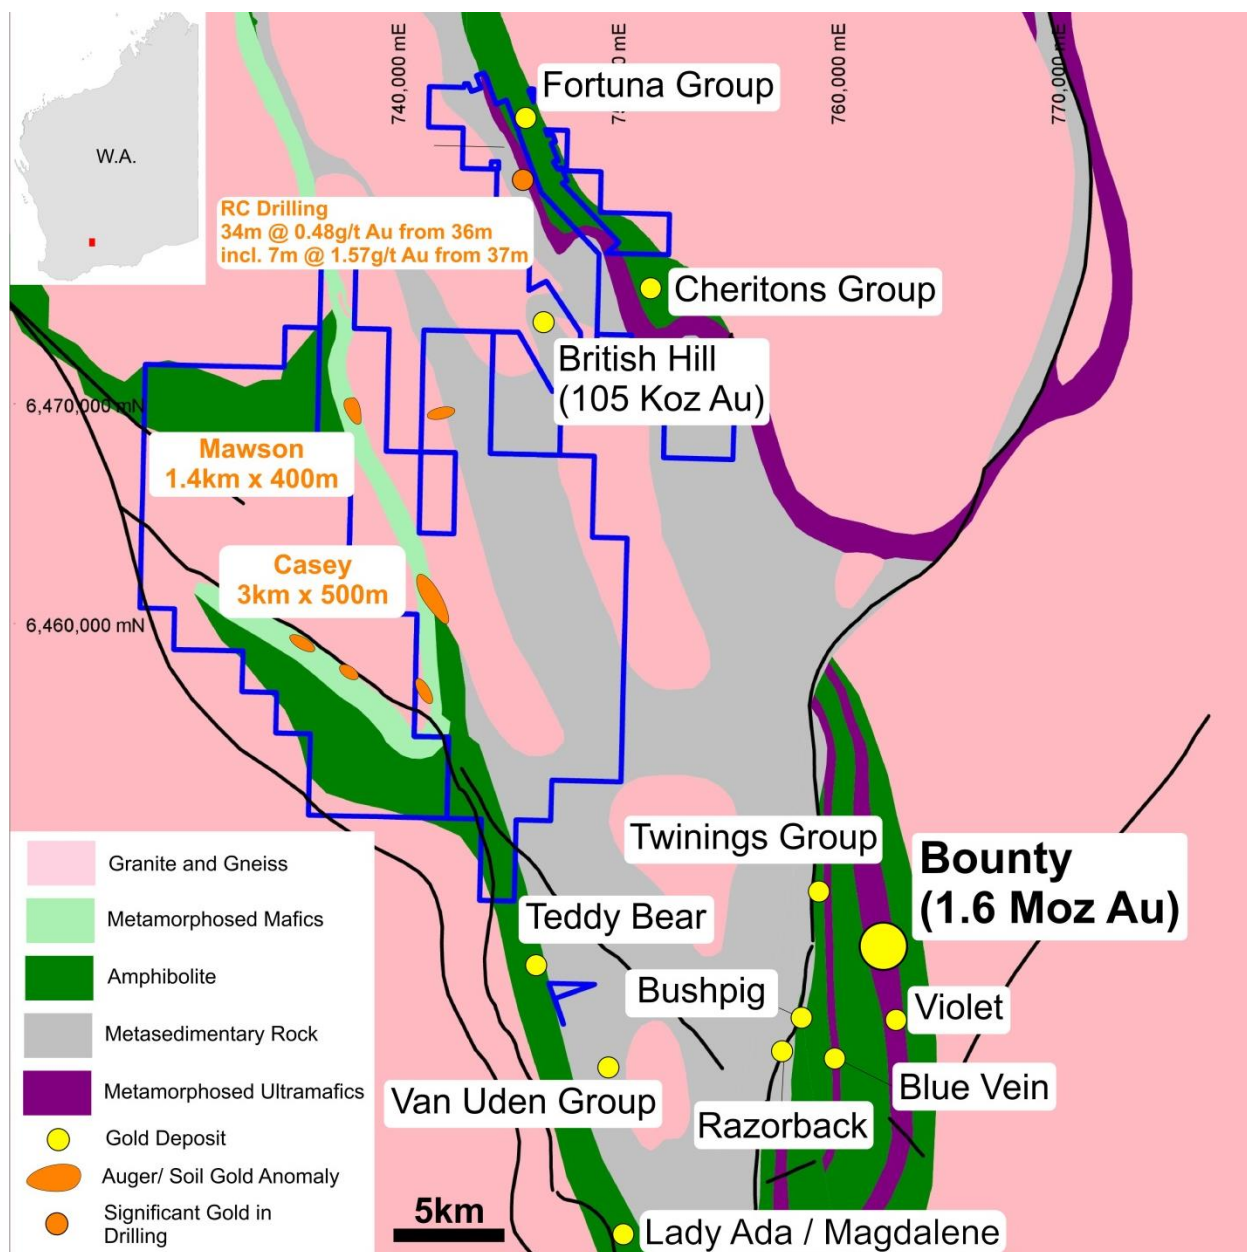 740,000 mE
mE
760,000 mE
770,000 mE
W.A.
Fortuna Group
RC Drilling
34m @ 0.48g/t Au from 36m
incl. 7m @ 1.57g/t Au from 37m
Cheritons Group
British Hill
(105 Koz Au)
6,470,000 mN
Mawson
1.4km x 400m
Casey
3km x 500m
6,460,000 mN
Twinings Group
Bounty
(1.6 Moz Au)
Teddy Bear
Bushpig
Violet
Blue Vein
Van Uden Group
Razorback
Lady Ada / Magdalene
5km
Granite and Gneiss
Metamorphosed Mafics
Amphibolite
Metasedimentary Rock
Metamorphosed Ultramafics
Gold Deposit
Auger/ Soil Gold Anomaly
Significant Gold in
Drilling